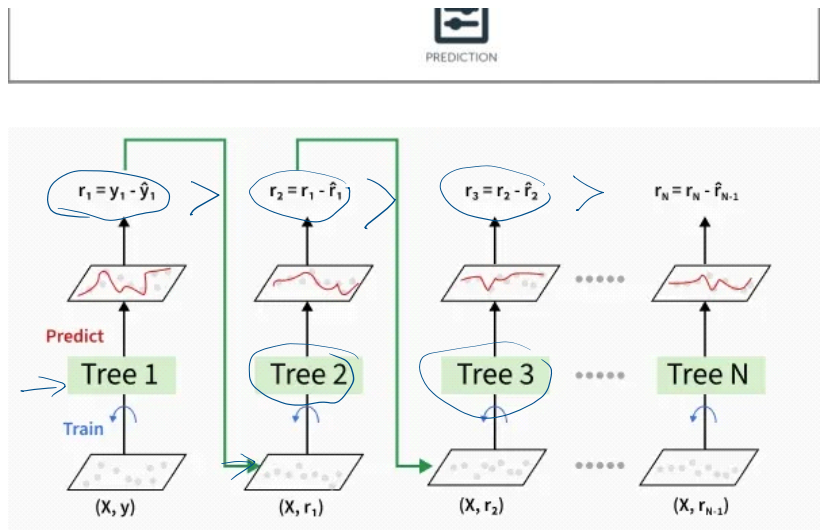 PREDICTION
r₁ = y₁ - ŷ₁ > r₂ = r₁ - r̂₁ > r₃ = r₂ - r̂₂ > r_N = r_N - r̂_N-1
Predict
Tree 1 Tree 2 Tree 3 Tree N
Train
(X, y) (X, r₁) (X, r₂) (X, r_N-1)